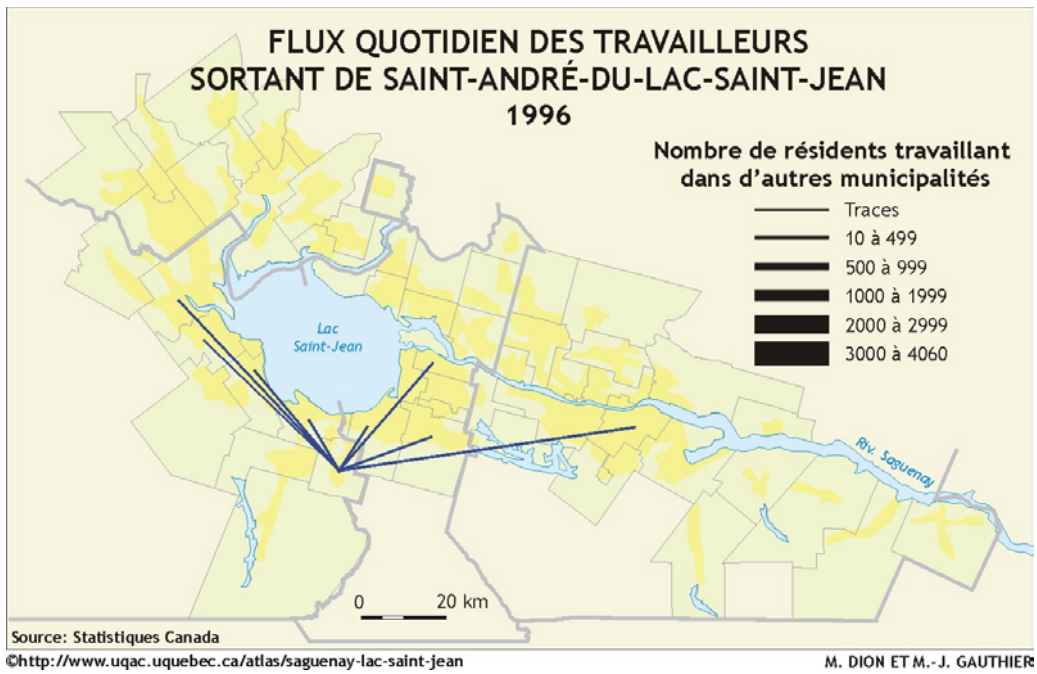 FLUX QUOTIDIEN DES TRAVAILLEURS
SORTANT DE SAINT-ANDRÉ-DU-LAC-SAINT-JEAN
1996
Nombre de résidents travaillant
dans d'autres municipalités
Traces
10 à 499
500 à 999
1000 à 1999
2000 à 2999
3000 à 4060
Lac
Saint-Jean
Riv. Saguenay
0 20 km
Source: Statistiques Canada
©http://www.uqac.uquebec.ca/atlas/saguenay-lac-saint-jean
M. DION ET M.-J. GAUTHIER